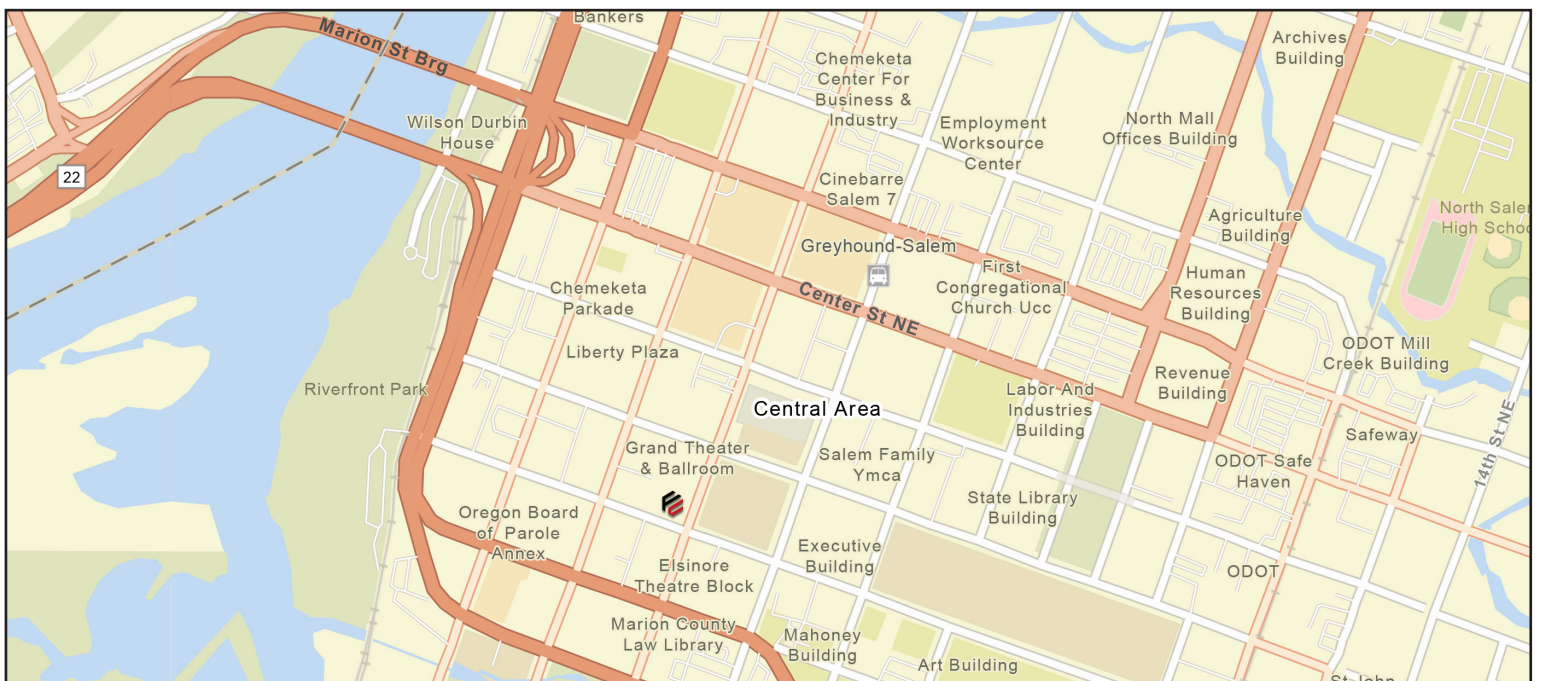 Bankers
Marion St Brg
Archives
Building
Chemeketa
Center For
Business &
Industry
Wilson Durbin
House
Employment
Worksource
Center
North Mall
Offices Building
22
Cinebarre
Salem 7
North Salem
High School
Agriculture
Building
Greyhound-Salem
First
Congregational
Church Ucc
Human
Resources
Building
Chemeketa
Parkade
Center St NE
Liberty Plaza
ODOT Mill
Creek Building
Riverfront Park
Revenue
Building
Central Area
Labor And
Industries
Building
14th St NE
Safeway
Grand Theater
& Ballroom
Salem Family
Ymca
ODOT Safe
Haven
State Library
Building
Oregon Board
of Parole
Annex
Executive
Building
Elsinore
Theatre Block
ODOT
Marion County
Law Library
Mahoney
Building
Art Building
St John